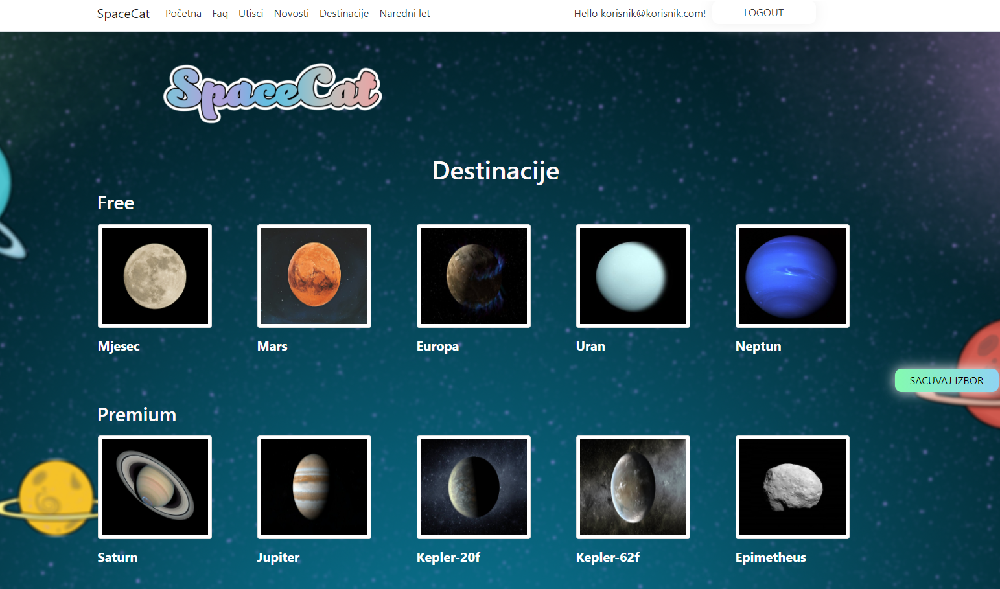 SpaceCat Početna Faq Utisci Novosti Destinacije Naredni let Hello korisnik@korisnik.com! LOGOUT
SpaceCat
Destinacije
Free
Mjesec Mars Europa Uran Neptun
SACUVAJ IZBOR
Premium
Saturn Jupiter Kepler-20f Kepler-62f Epimetheus